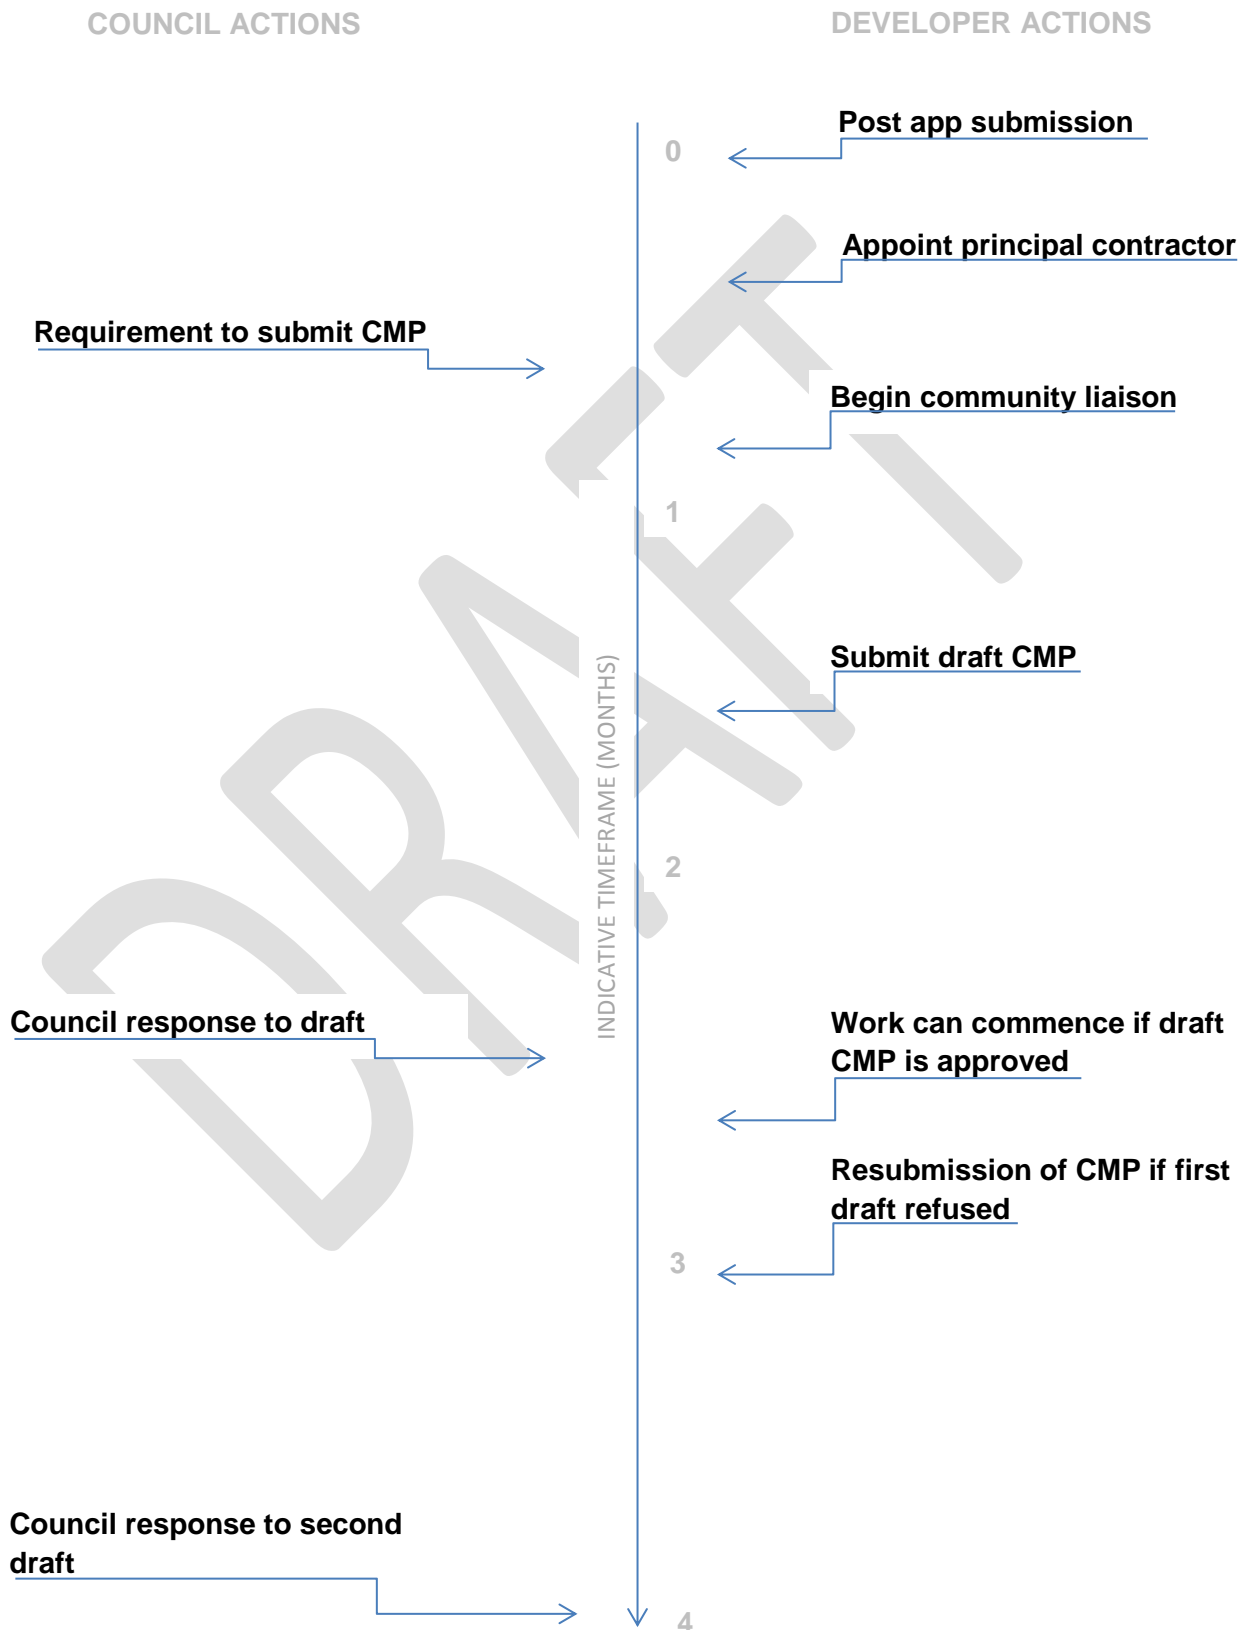 COUNCIL ACTIONS
DEVELOPER ACTIONS
Post app submission
0
Appoint principal contractor
Requirement to submit CMP
Begin community liaison
1
Submit draft CMP
INDICATIVE TIMEFRAME (MONTHS)
2
Council response to draft
Work can commence if draft
CMP is approved
Resubmission of CMP if first
draft refused
3
Council response to second
draft
4
DRAFT